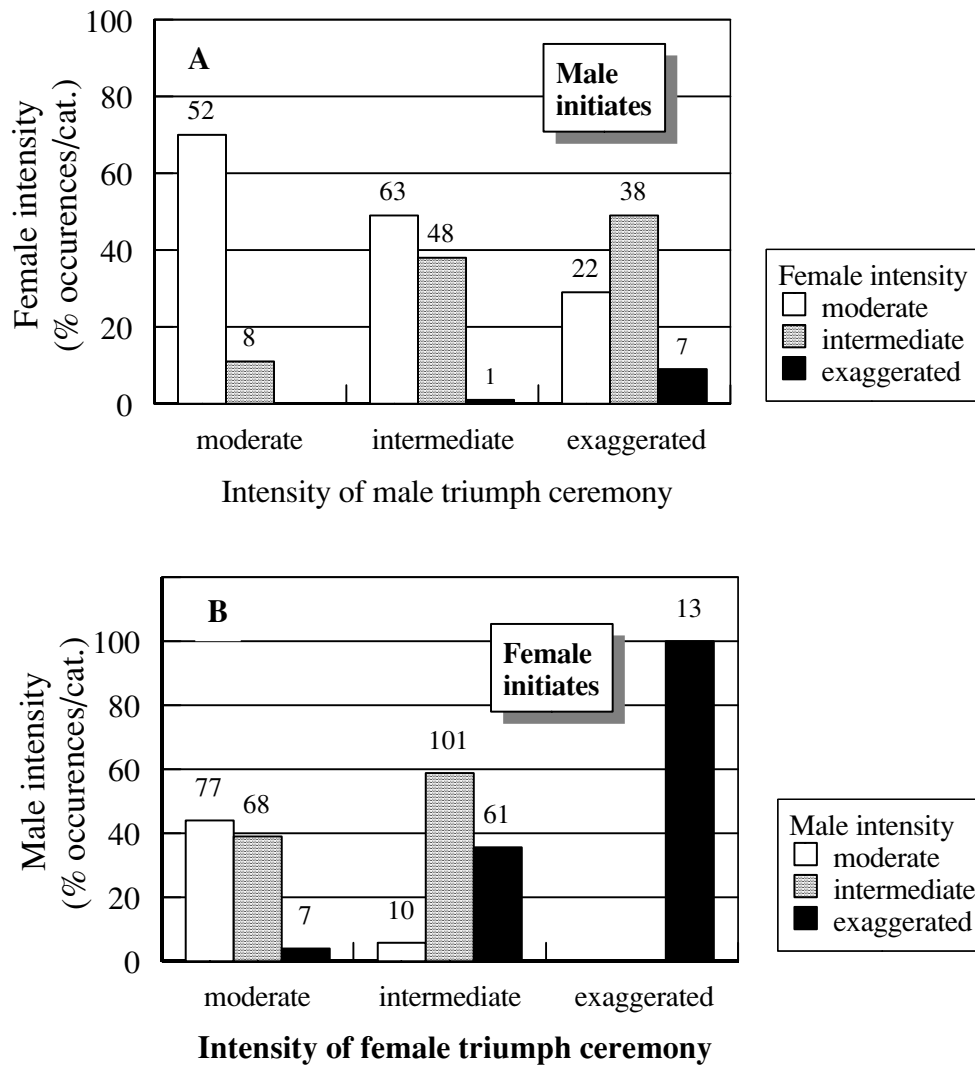 100
A
Male
initiates
80
52
60
63
38
48
40
22
20
8
7
1
0
Female intensity
(% occurences/cat.)
moderate intermediate exaggerated
Intensity of male triumph ceremony
Female intensity
moderate
intermediate
exaggerated
13
B
100
Female
initiates
80
101
60
77
68
61
40
20
7
10
0
Male intensity
(% occurences/cat.)
moderate intermediate exaggerated
Intensity of female triumph ceremony
Male intensity
moderate
intermediate
exaggerated